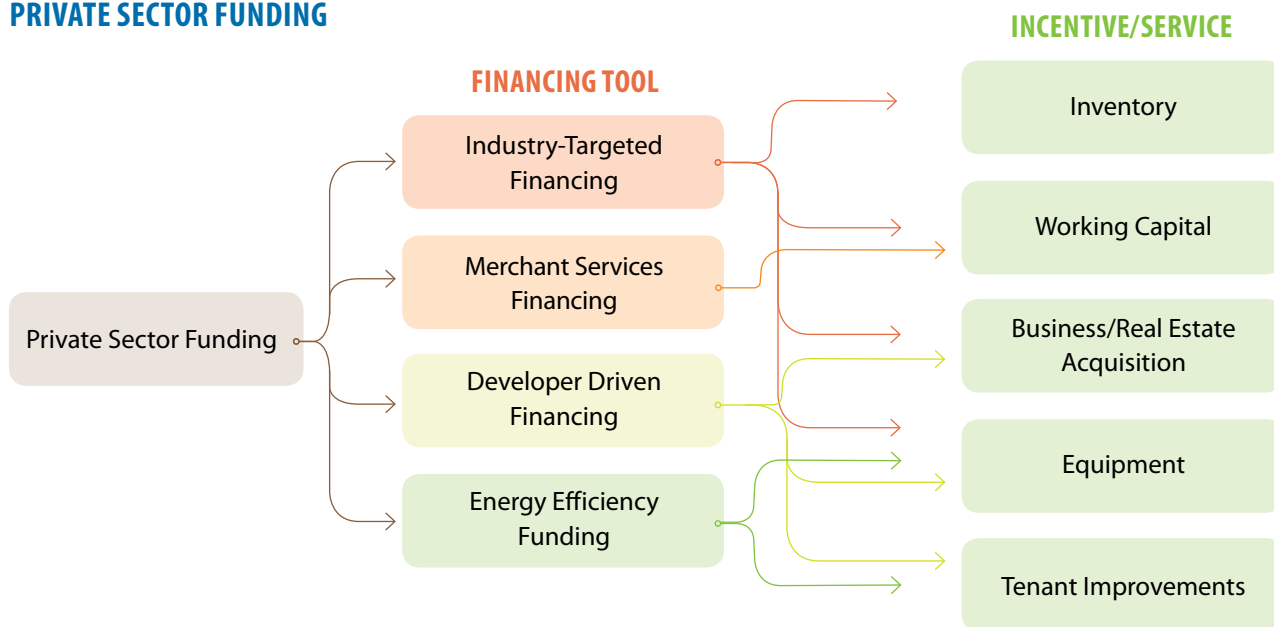 PRIVATE SECTOR FUNDING
INCENTIVE/SERVICE
FINANCING TOOL
Private Sector Funding
Industry-Targeted
Financing
Merchant Services
Financing
Developer Driven
Financing
Energy Efficiency
Funding
Inventory
Working Capital
Business/Real Estate
Acquisition
Equipment
Tenant Improvements